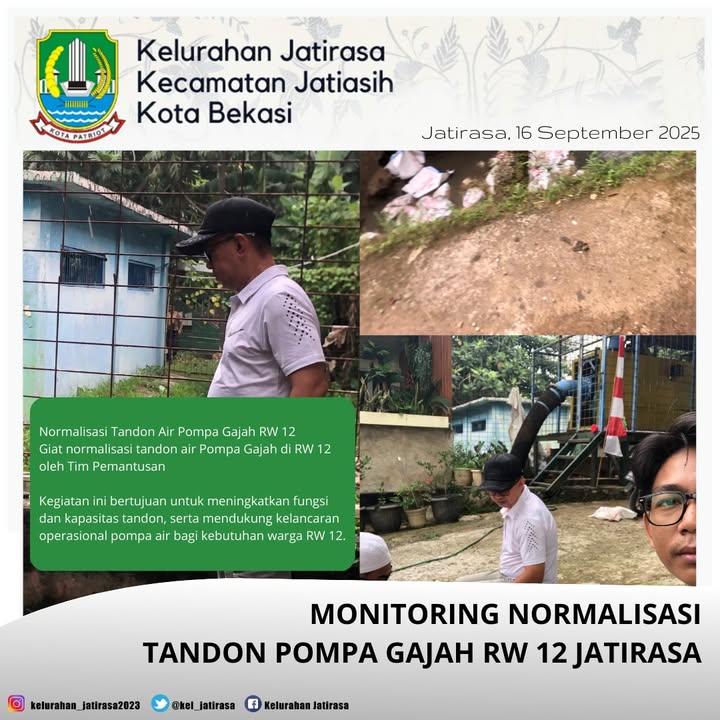 Kelurahan Jatirasa
Kecamatan Jatiasih
Kota Bekasi
KOTA PATRIOT
Jatirasa, 16 September 2025
Normalisasi Tandon Air Pompa Gajah RW 12
Giat normalisasi tandon air Pompa Gajah di RW 12
oleh Tim Pemantusan
Kegiatan ini bertujuan untuk meningkatkan fungsi
dan kapasitas tandon, serta mendukung kelancaran
operasional pompa air bagi kebutuhan warga RW 12.
MONITORING NORMALISASI
TANDON POMPA GAJAH RW 12 JATIRASA
kelurahan_jatirasa2023 @kel_jatirasa Kelurahan Jatirasa